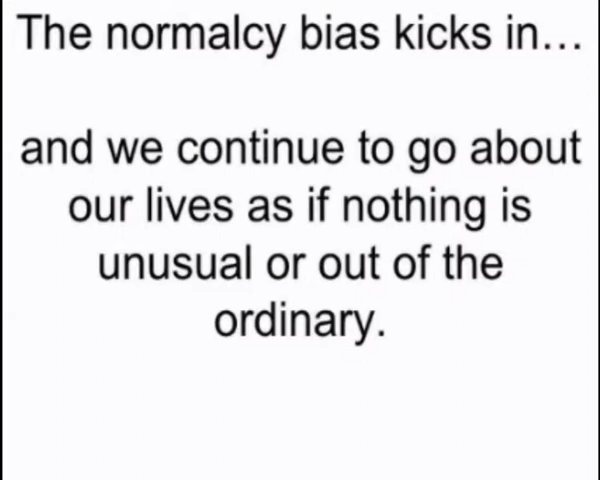 The normalcy bias kicks in...
and we continue to go about
our lives as if nothing is
unusual or out of the
ordinary.